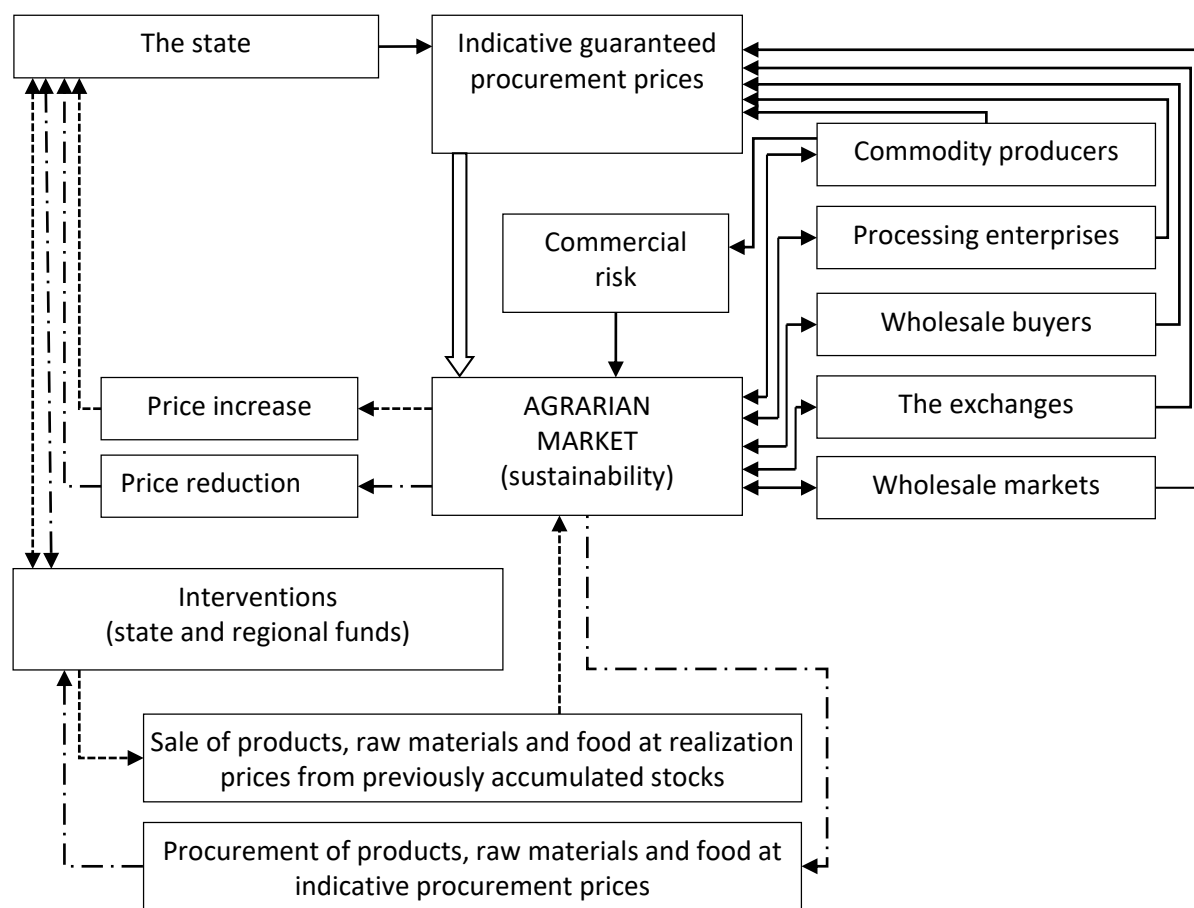 The state
Indicative guaranteed
procurement prices
Commodity producers
Commercial
risk
Processing enterprises
Wholesale buyers
Price increase
AGRARIAN
MARKET
(sustainability)
The exchanges
Price reduction
Wholesale markets
Interventions
(state and regional funds)
Sale of products, raw materials and food at realization
prices from previously accumulated stocks
Procurement of products, raw materials and food at
indicative procurement prices